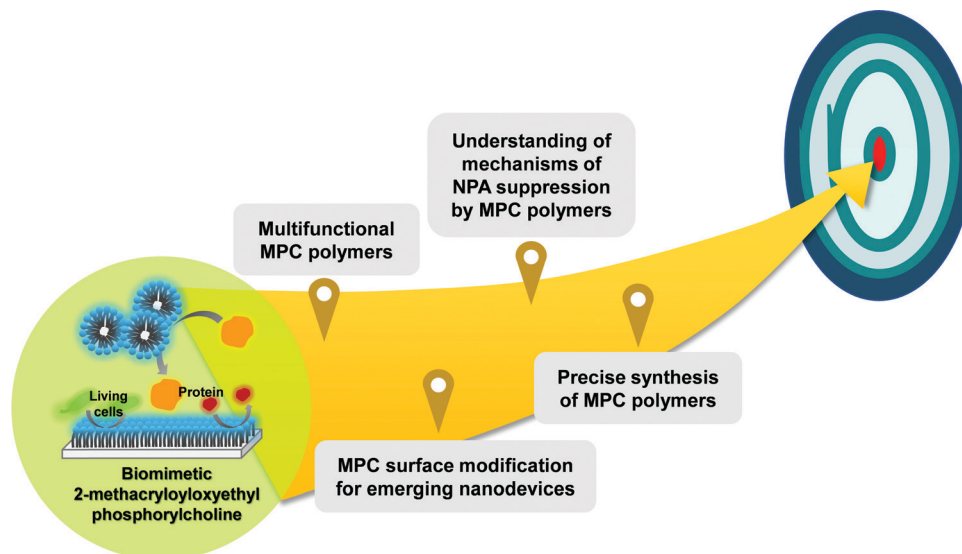 Understanding of
mechanisms of
NPA suppression
by MPC polymers
Multifunctional
MPC polymers
Precise synthesis
of MPC polymers
Living
cells
Protein
MPC surface modification
for emerging nanodevices
Biomimetic
2-methacryloyloxyethyl
phosphorylcholine